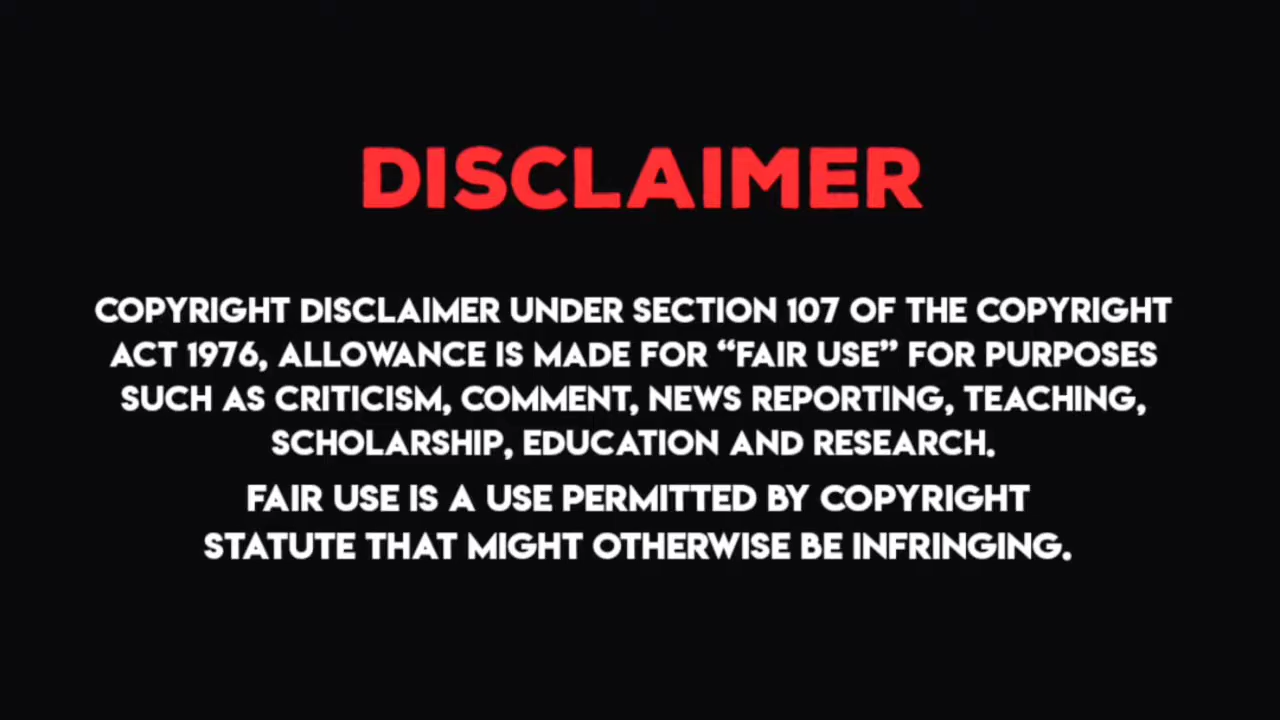 DISCLAIMER
COPYRIGHT DISCLAIMER UNDER SECTION 107 OF THE COPYRIGHT
ACT 1976, ALLOWANCE IS MADE FOR “FAIR USE” FOR PURPOSES
SUCH AS CRITICISM, COMMENT, NEWS REPORTING, TEACHING,
SCHOLARSHIP, EDUCATION AND RESEARCH.
FAIR USE IS A USE PERMITTED BY COPYRIGHT
STATUTE THAT MIGHT OTHERWISE BE INFRINGING.